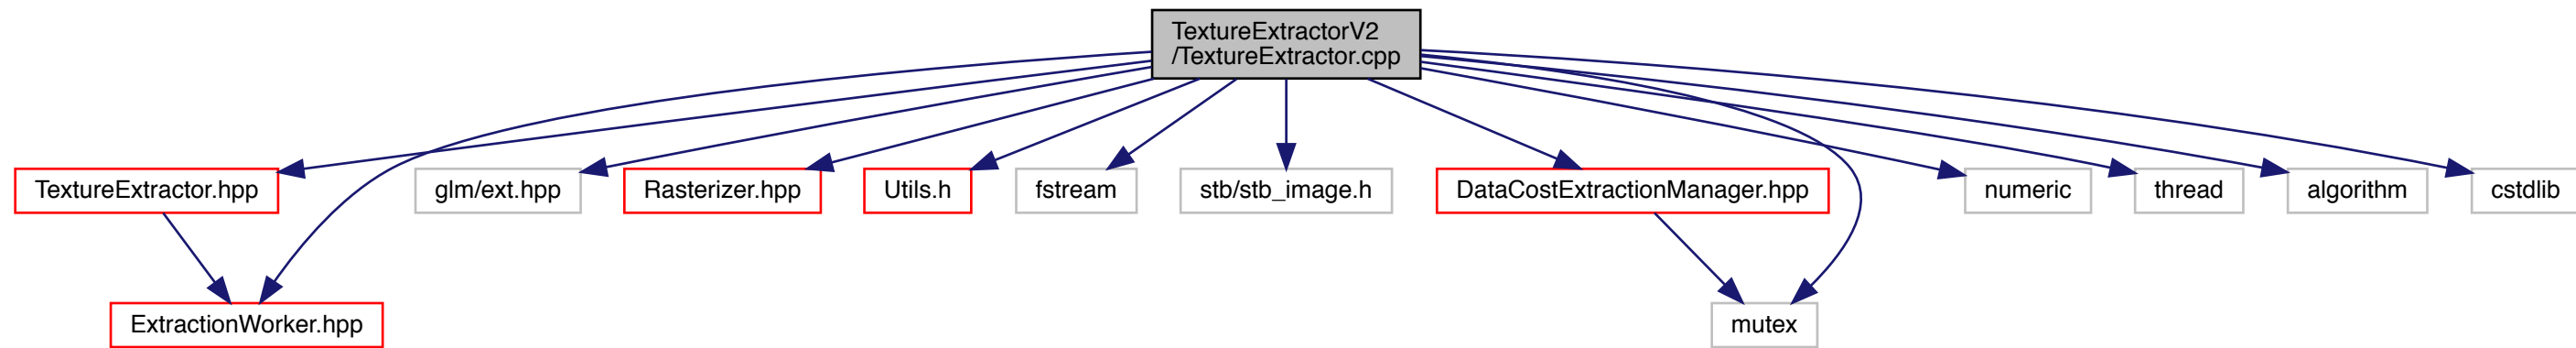 TextureExtractorV2
/TextureExtractor.cpp
TextureExtractor.hpp
glm/ext.hpp
Rasterizer.hpp
Utils.h
fstream
stb/stb_image.h
DataCostExtractionManager.hpp
numeric
thread
algorithm
cstdlib
ExtractionWorker.hpp
mutex